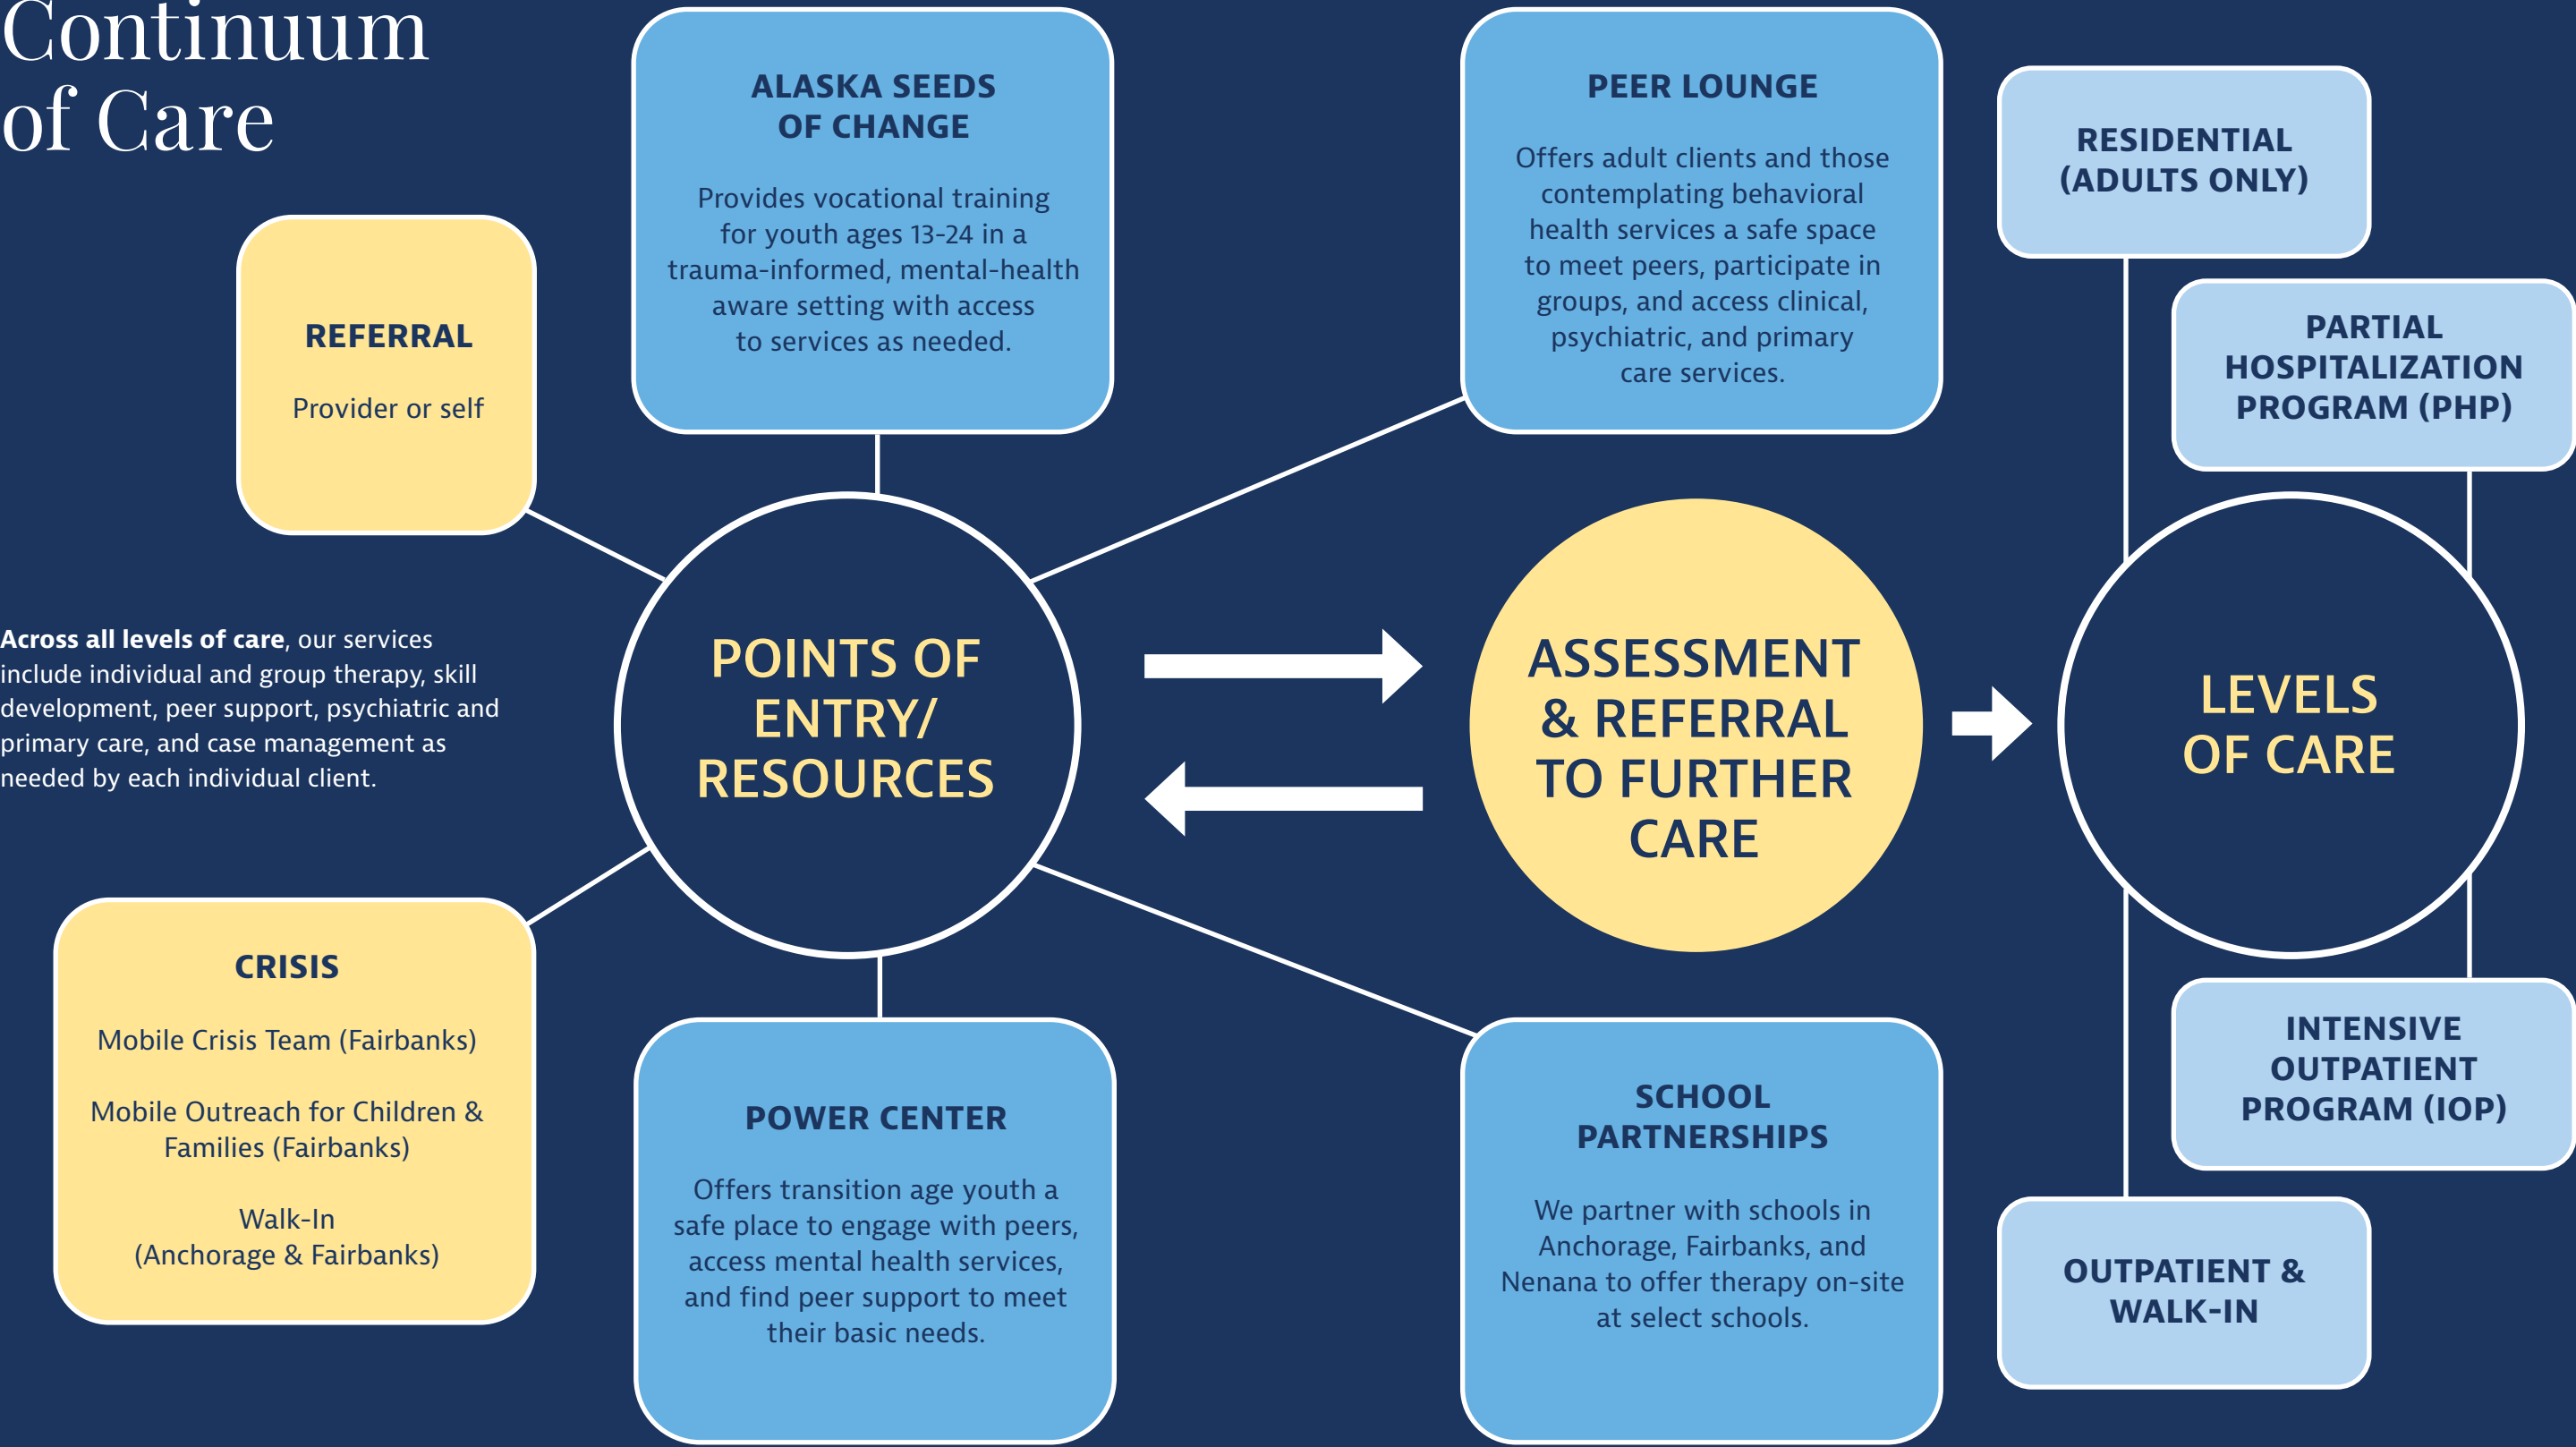 Continuum
of Care
REFERRAL
Provider or self
ALASKA SEEDS
OF CHANGE
Provides vocational training
for youth ages 13-24 in a
trauma-informed, mental-health
aware setting with access
to services as needed.
PEER LOUNGE
Offers adult clients and those
contemplating behavioral
health services a safe space
to meet peers, participate in
groups, and access clinical,
psychiatric, and primary
care services.
RESIDENTIAL
(ADULTS ONLY)
PARTIAL
HOSPITALIZATION
PROGRAM (PHP)
Across all levels of care, our services
include individual and group therapy, skill
development, peer support, psychiatric and
primary care, and case management as
needed by each individual client.
POINTS OF
ENTRY/
RESOURCES
ASSESSMENT
& REFERRAL
TO FURTHER
CARE
LEVELS
OF CARE
CRISIS
Mobile Crisis Team (Fairbanks)
Mobile Outreach for Children &
Families (Fairbanks)
Walk-In
(Anchorage & Fairbanks)
POWER CENTER
Offers transition age youth a
safe place to engage with peers,
access mental health services,
and find peer support to meet
their basic needs.
SCHOOL
PARTNERSHIPS
We partner with schools in
Anchorage, Fairbanks, and
Nenana to offer therapy on-site
at select schools.
INTENSIVE
OUTPATIENT
PROGRAM (IOP)
OUTPATIENT &
WALK-IN